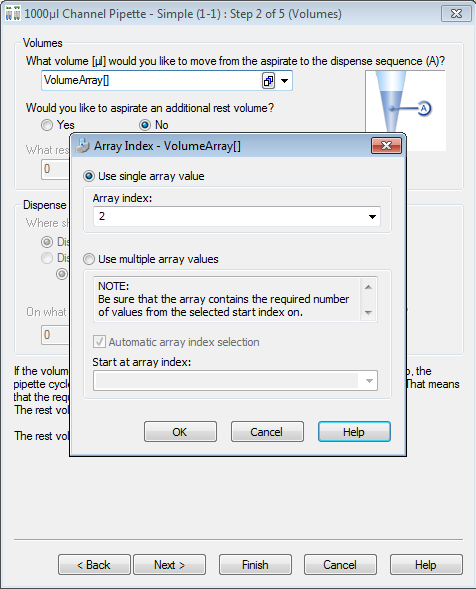 1000µl Channel Pipette - Simple (1-1) : Step 2 of 5 (Volumes)
Volumes
What volume [µl] would you like to move from the aspirate to the dispense sequence (A)?
VolumeArray[]
A
Would you like to aspirate an additional rest volume?
Yes
No
What res
0
Array Index - VolumeArray[]
Use single array value
Array index:
2
Use multiple array values
NOTE:
Be sure that the array contains the required number
of values from the selected start index on.
Automatic array index selection
Start at array index:
OK
Cancel
Help
Dispense
Where sh
Dis
Dis
On what
0
If the volum
p, the
pipette cycle
That means
that the requ
The rest vol
The rest vol
< Back
Next >
Finish
Cancel
Help